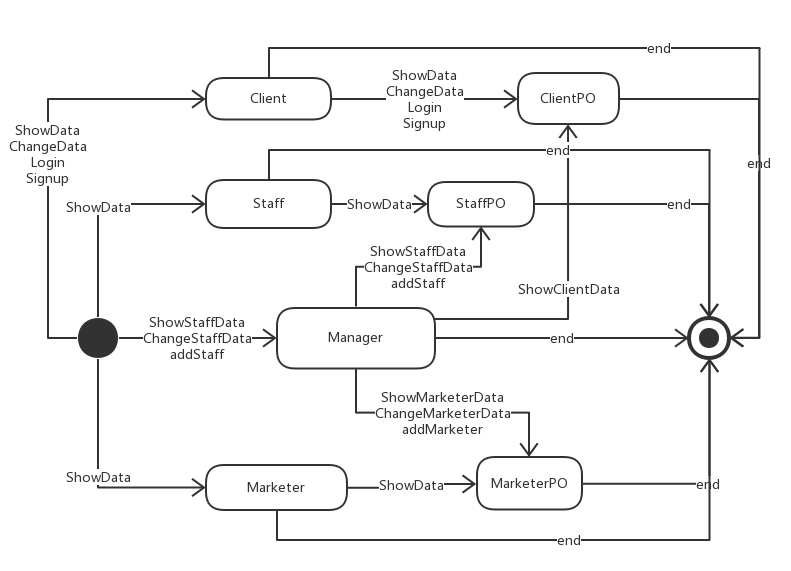 end
ShowData
ChangeData
Login
Signup
Client
ClientPO
ShowData
ChangeData
Login
Signup
end
end
ShowData
Staff
ShowData
StaffPO
end
ShowStaffData
ChangeStaffData
addStaff
ShowClientData
ShowStaffData
ChangeStaffData
addStaff
Manager
end
ShowMarketerData
ChangeMarketerData
addMarketer
ShowData
Marketer
ShowData
MarketerPO
end
end